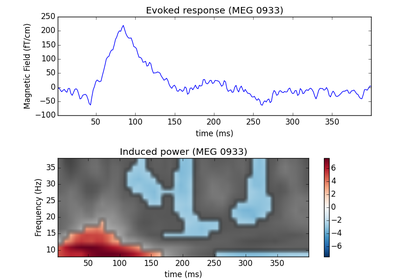 Evoked response (MEG 0933)
250
200
150
100
50
0
-50
-100
Magnetic Field (fT/cm)
50 100 150 200 250 300 350
time (ms)
Induced power (MEG 0933)
35
30
25
20
15
10
Frequency (Hz)
6
4
2
0
-2
-4
-6
0 50 100 150 200 250 300 350
time (ms)